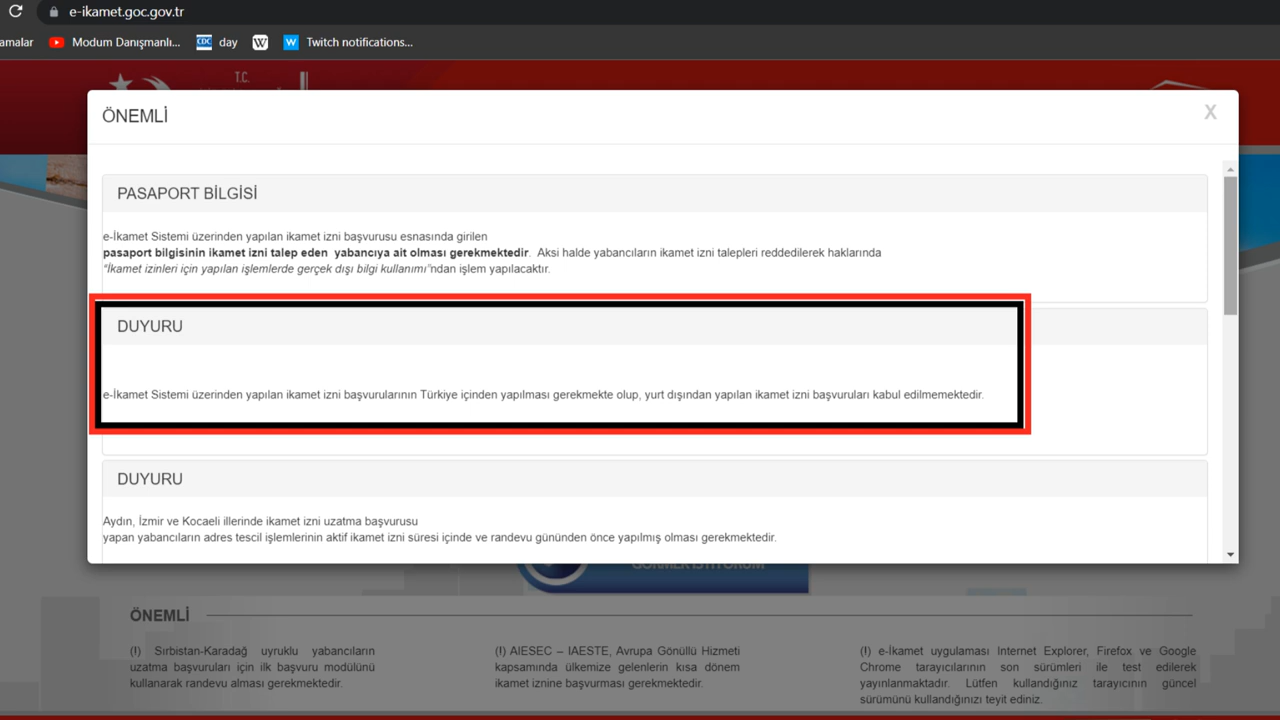 e-ikamet.goc.gov.tr
amalar
Modum Danışmanlı...
CDC
day
W
W
Twitch notifications...
T.C.
ÖNEMLİ
X
PASAPORT BİLGİSİ
e-İkamet Sistemi üzerinden yapılan ikamet izni başvurusu esnasında girilen
pasaport bilgisinin ikamet izni talep eden yabancıya ait olması gerekmektedir. Aksi halde yabancıların ikamet izni talepleri reddedilerek haklarında
"İkamet izinleri için yapılan işlemlerde gerçek dışı bilgi kullanımı"ndan işlem yapılacaktır.
DUYURU
e-İkamet Sistemi üzerinden yapılan ikamet izni başvurularının Türkiye içinden yapılması gerekmekte olup, yurt dışından yapılan ikamet izni başvuruları kabul edilmemektedir.
DUYURU
Aydın, İzmir ve Kocaeli illerinde ikamet izni uzatma başvurusu
yapan yabancıların adres tescil işlemlerinin aktif ikamet izni süresi içinde ve randevu gününden önce yapılmış olması gerekmektedir.
GÖRMEK İSTİYORUM
ÖNEMLİ
(!) Sırbistan-Karadağ uyruklu yabancıların
uzatma başvuruları için ilk başvuru modülünü
kullanarak randevu alması gerekmektedir.
(!) AIESEC – IAESTE, Avrupa Gönüllü Hizmeti
kapsamında ülkemize gelenlerin kısa dönem
ikamet iznine başvurması gerekmektedir.
(!) e-İkamet uygulaması Internet Explorer, Firefox ve Google
Chrome tarayıcılarının son sürümleri ile test edilerek
yayınlanmaktadır. Lütfen kullandığınız tarayıcının güncel
sürümünü kullandığınızı teyit ediniz.